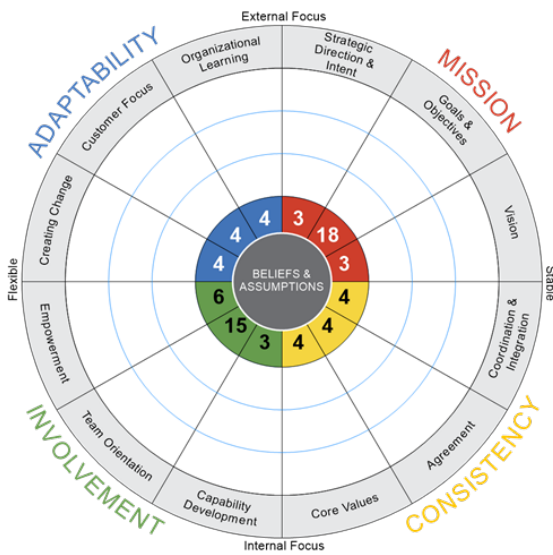 External Focus
ADAPTABILITY
MISSION
Organizational
Learning
Strategic
Direction &
Intent
Customer Focus
Goals &
Objectives
Creating Change
Vision
4
3
4
18
4
3
Flexible
BELIEFS &
ASSUMPTIONS
Stable
6
4
15
4
3
4
Empowerment
Coordination &
Integration
Team Orientation
Agreement
Capability
Development
Core Values
INVOLVEMENT
CONSISTENCY
Internal Focus